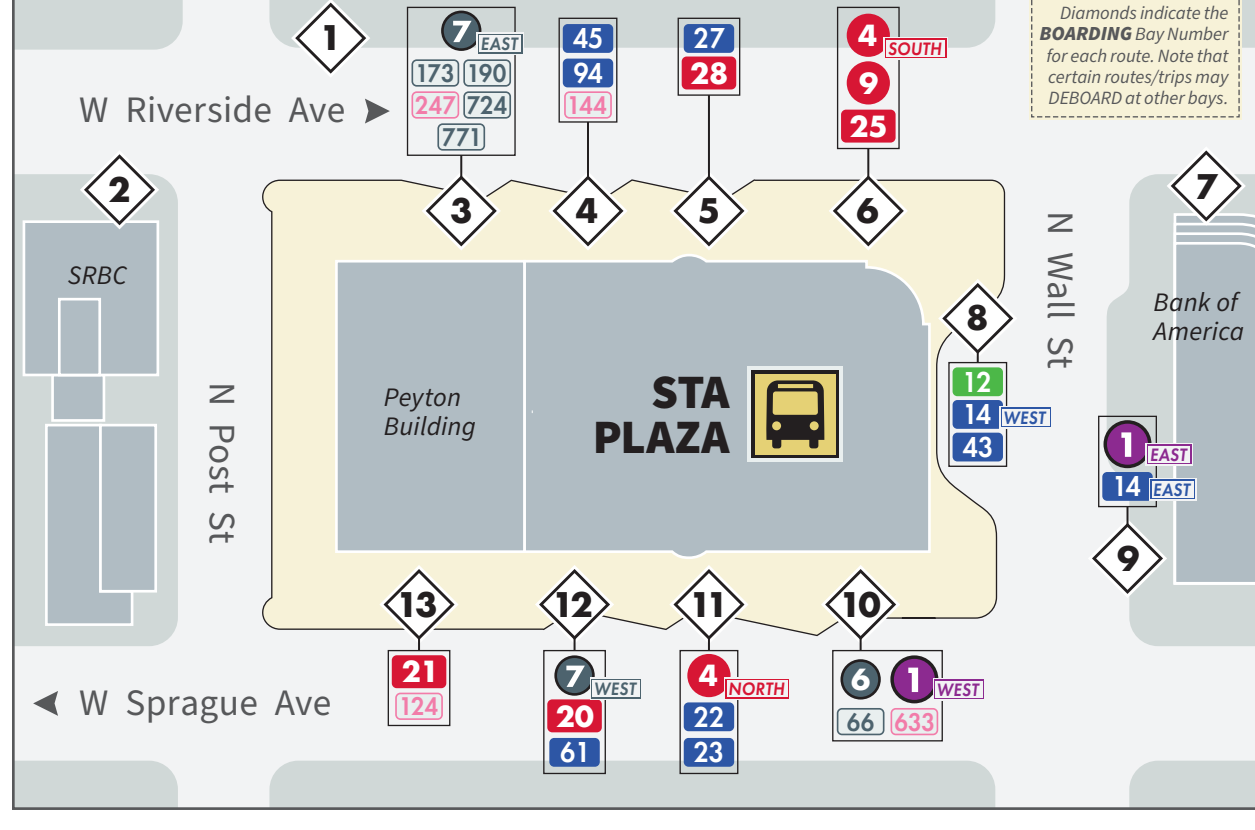 Diamonds indicate the
BOARDING Bay Number
for each route. Note that
certain routes/trips may
DEBOARD at other bays.
1
7 EAST
173 190
247 724
771
45
94
144
27
28
4 SOUTH
9
25
W Riverside Ave
2
3
4
5
6
7
SRBC
N Post St
Peyton
Building
STA
PLAZA
N Wall St
Bank of
America
8
12
14 WEST
43
1 EAST
14 EAST
9
13
12
11
10
21
124
7 WEST
20
61
4 NORTH
22
23
6 1 WEST
66 633
W Sprague Ave